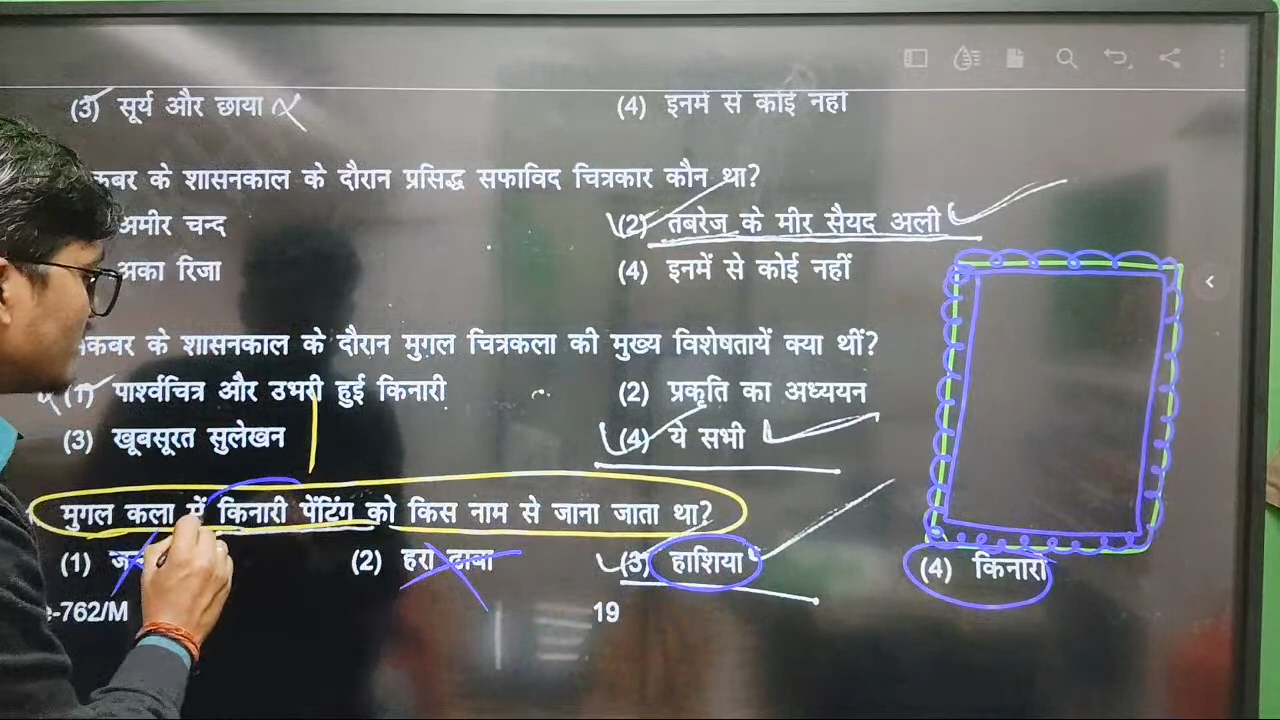 (3) सूर्य और छाया
(4) इनमें से कोई नहीं
कबर के शासनकाल के दौरान प्रसिद्ध सफाविद चित्रकार कौन था?
अमीर चन्द
(2) तबरेज के मीर सैयद अली
अका रिजा
(4) इनमें से कोई नहीं
कवर के शासनकाल के दौरान मुगल चित्रकला की मुख्य विशेषतायें क्या थीं?
(1) पार्श्वचित्र और उभरी हुई किनारी
(2) प्रकृति का अध्ययन
(3) खूबसूरत सुलेखन
(4) ये सभी
मुगल कला में किनारी पेंटिंग को किस नाम से जाना जाता था?
(1)
(2) हरा ढाबा
(3) हाशिया
(4) किनारा
-762/M
19